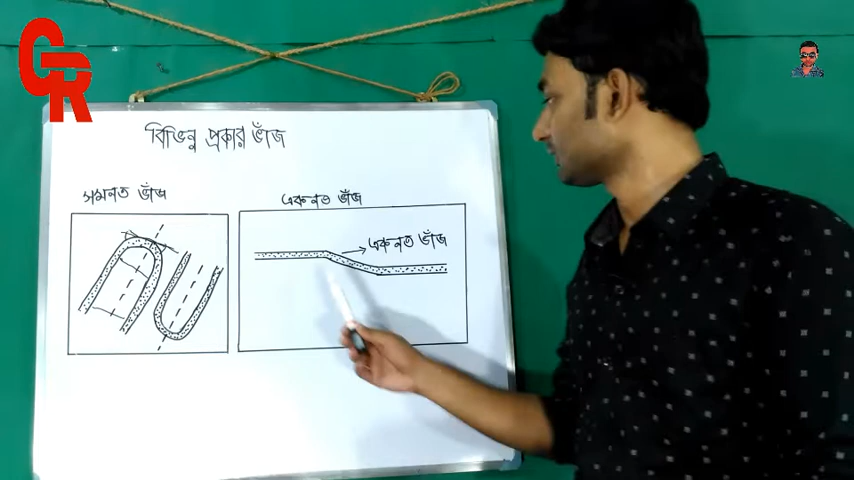 GR
বিভিন্ন প্রকার ভাঁজ
সমনত ভাঁজ
একনত ভাঁজ
একনত ভাঁজ